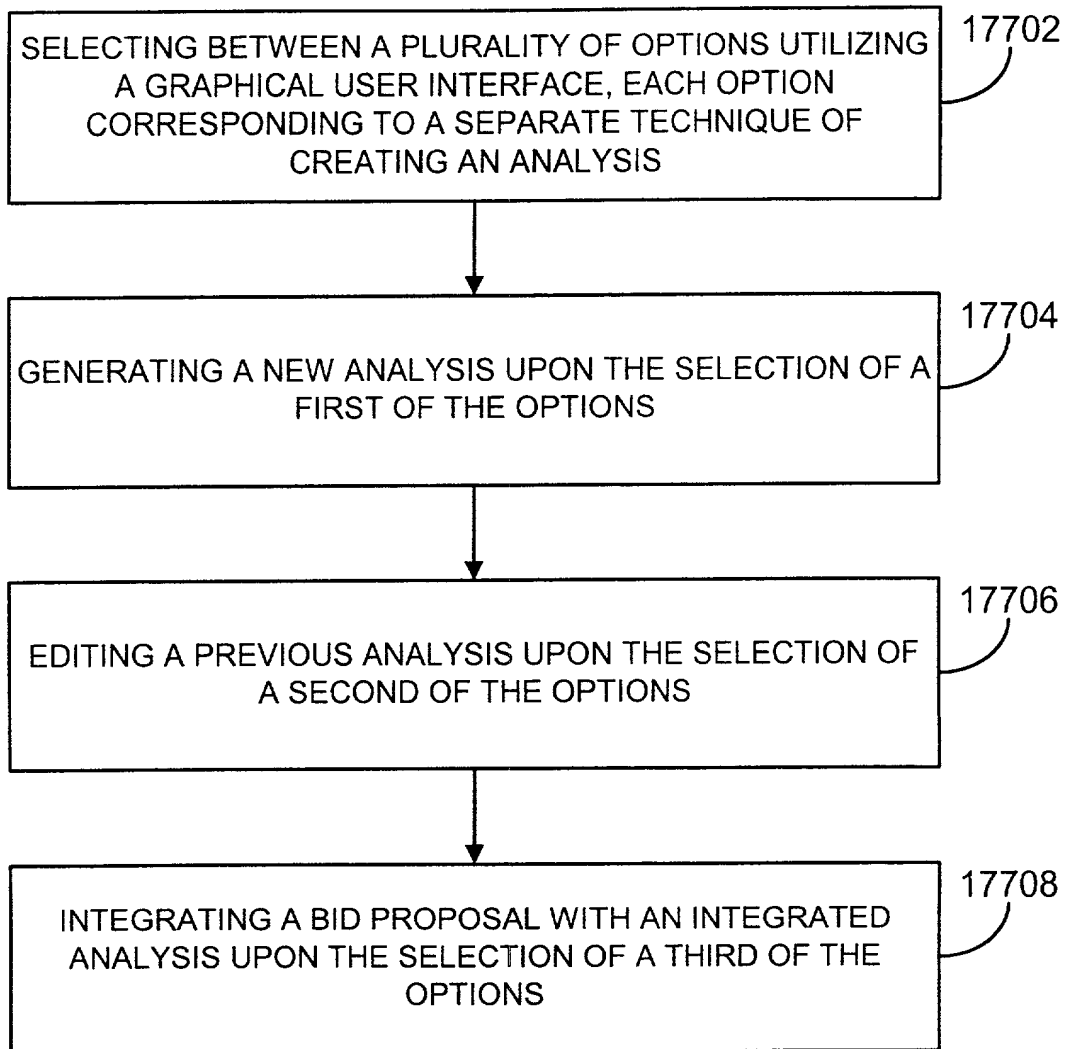 SELECTING BETWEEN A PLURALITY OF OPTIONS UTILIZING
A GRAPHICAL USER INTERFACE, EACH OPTION
CORRESPONDING TO A SEPARATE TECHNIQUE OF
CREATING AN ANALYSIS
17702
GENERATING A NEW ANALYSIS UPON THE SELECTION OF A
FIRST OF THE OPTIONS
17704
EDITING A PREVIOUS ANALYSIS UPON THE SELECTION OF
A SECOND OF THE OPTIONS
17706
INTEGRATING A BID PROPOSAL WITH AN INTEGRATED
ANALYSIS UPON THE SELECTION OF A THIRD OF THE
OPTIONS
17708